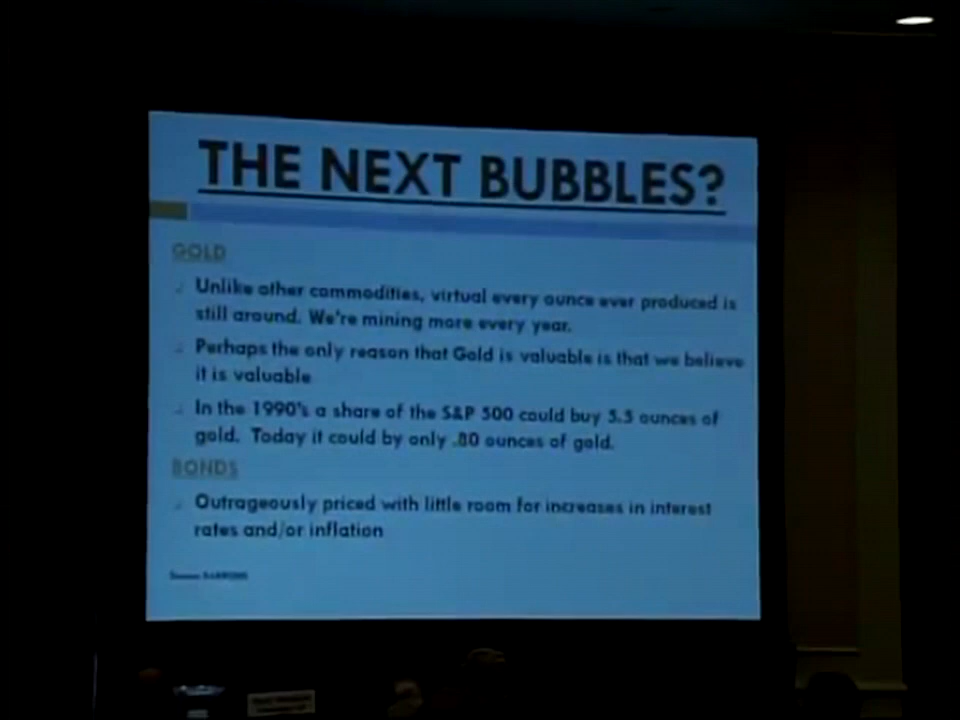 THE NEXT BUBBLES?
GOLD
Unlike other commodities, virtual every ounce ever produced is
still around. We're mining more every year.
Perhaps the only reason that Gold is valuable is that we believe
it is valuable
In the 1990's a share of the S&P 500 could buy 5.5 ounces of
gold. Today it could by only .80 ounces of gold.
BONDS
Outrageously priced with little room for increases in interest
rates and/or inflation